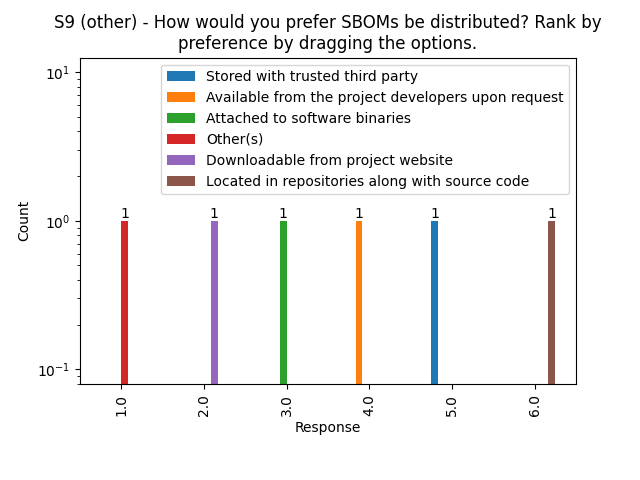 S9 (other) - How would you prefer SBOMs be distributed? Rank by
preference by dragging the options.
10¹
Stored with trusted third party
Available from the project developers upon request
Attached to software binaries
Other(s)
Downloadable from project website
Located in repositories along with source code
Count
10⁰
1 1 1 1 1 1
10⁻¹
1.0 2.0 3.0 4.0 5.0 6.0
Response